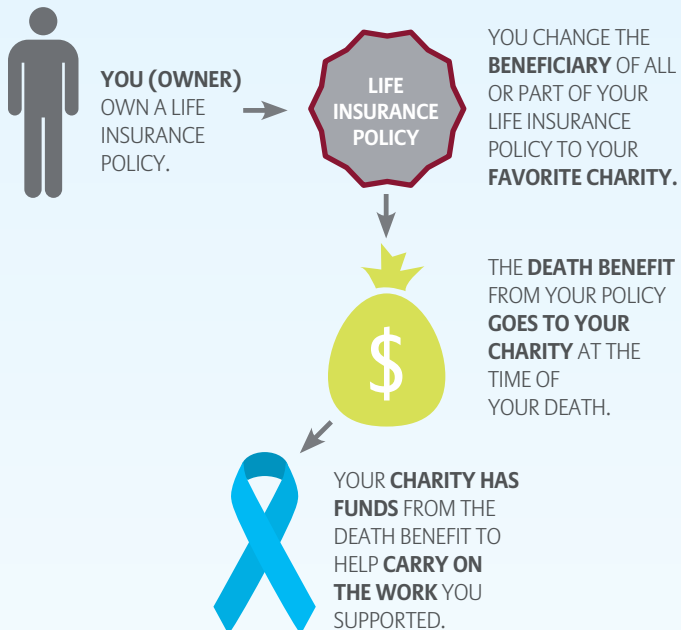 YOU (OWNER)
OWN A LIFE
INSURANCE
POLICY.
LIFE
INSURANCE
POLICY
YOU CHANGE THE
BENEFICIARY OF ALL
OR PART OF YOUR
LIFE INSURANCE
POLICY TO YOUR
FAVORITE CHARITY.
$
THE DEATH BENEFIT
FROM YOUR POLICY
GOES TO YOUR
CHARITY AT THE
TIME OF
YOUR DEATH.
YOUR CHARITY HAS
FUNDS FROM THE
DEATH BENEFIT TO
HELP CARRY ON
THE WORK YOU
SUPPORTED.